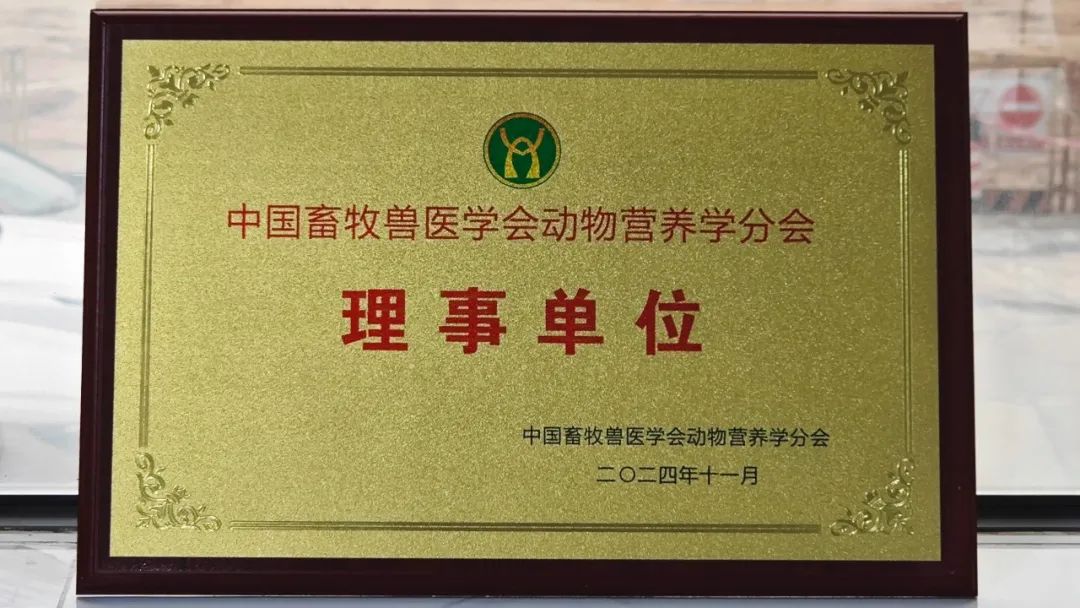 中国畜牧兽医学会动物营养学分会
理事单位
中国畜牧兽医学会动物营养学分会
二〇二四年十一月